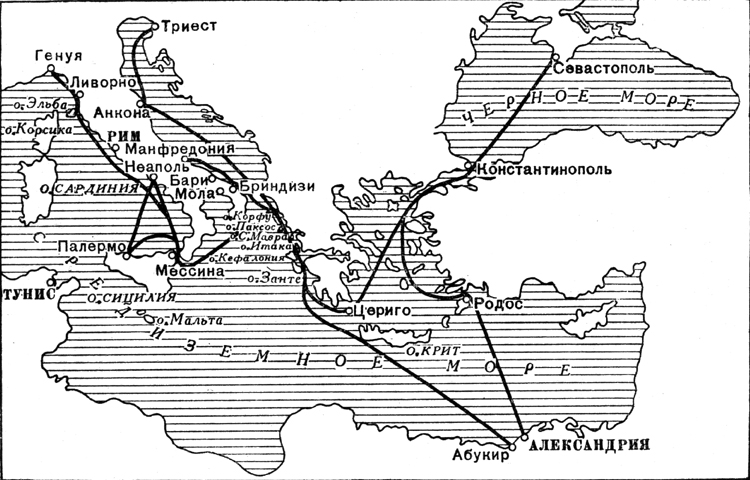 Триест
Генуя
Севастополь
Ливорно
о. Эльба
Анкона
ЧЕРНОЕ МОРЕ
о. Корсика
РИМ
Манфредония
Неаполь
Константинополь
Бари
Бриндизи
о. САРДИНИЯ
Мола
о. Корфу
о. Паксос
о. С. Мавра
о. Итака
Палермо
Мессина
о. Кефалония
о. Занте
ТУНИС
о. СИЦИЛИЯ
Родос
Цериго
о. Мальта
о. КРИТ
СРЕДИЗЕМНОЕ МОРЕ
АЛЕКСАНДРИЯ
Абукир